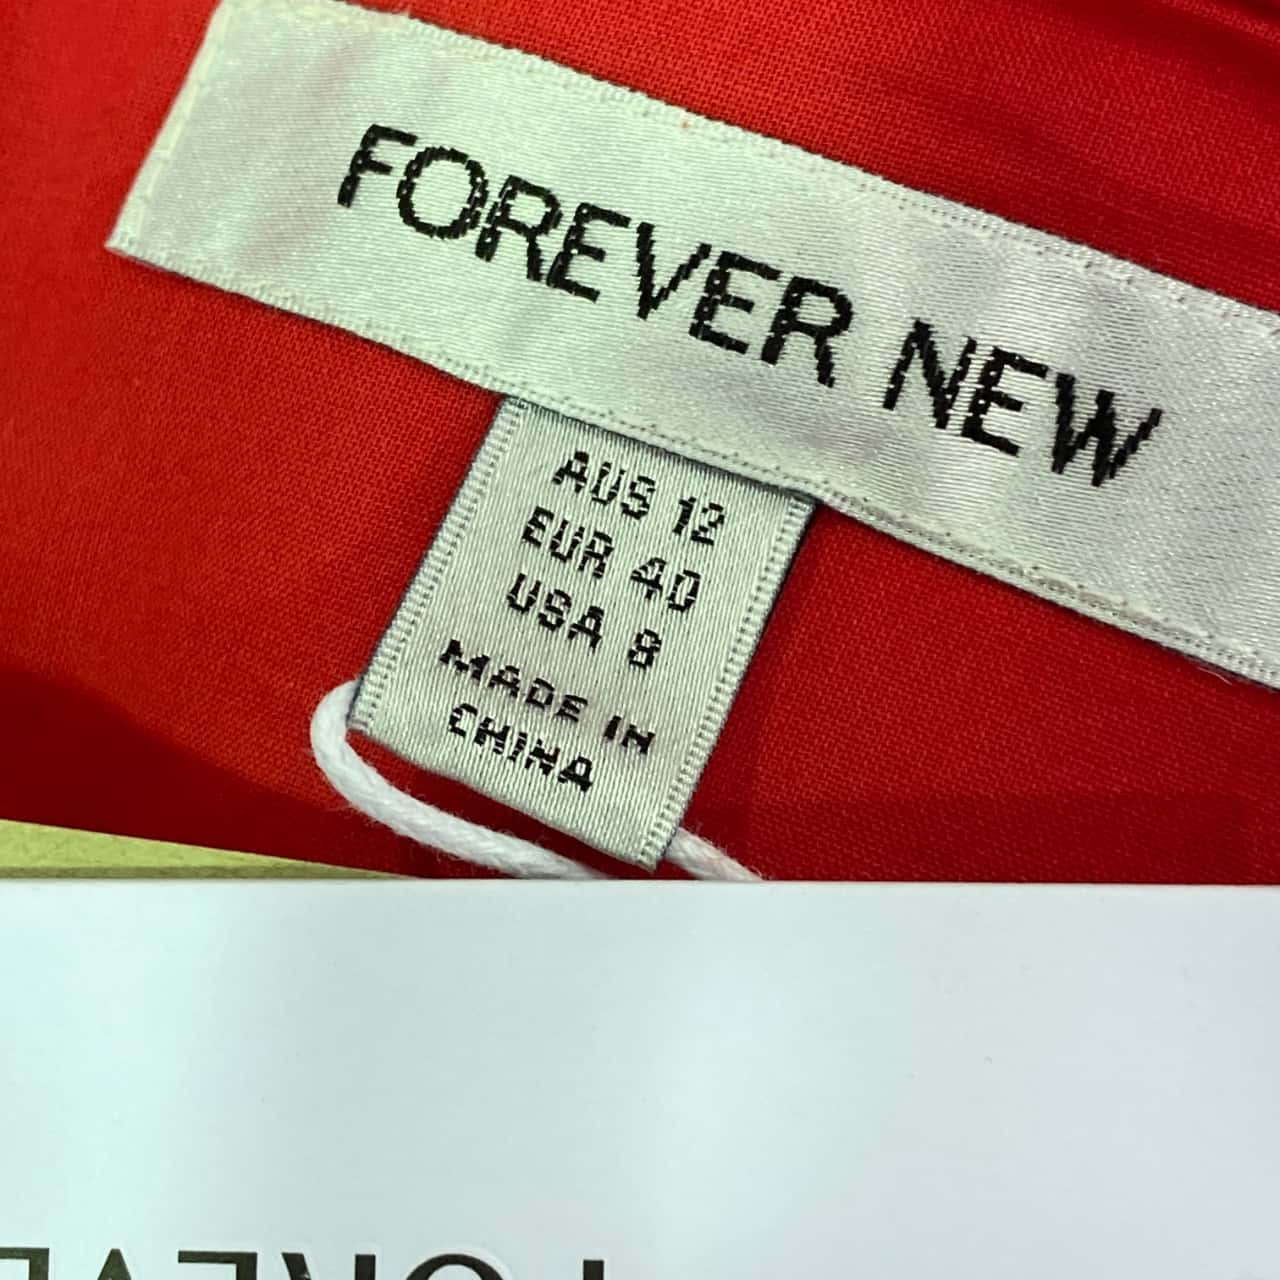 FOREVER NEW
AUS 12
EUR 40
USA 8
MADE IN
CHINA